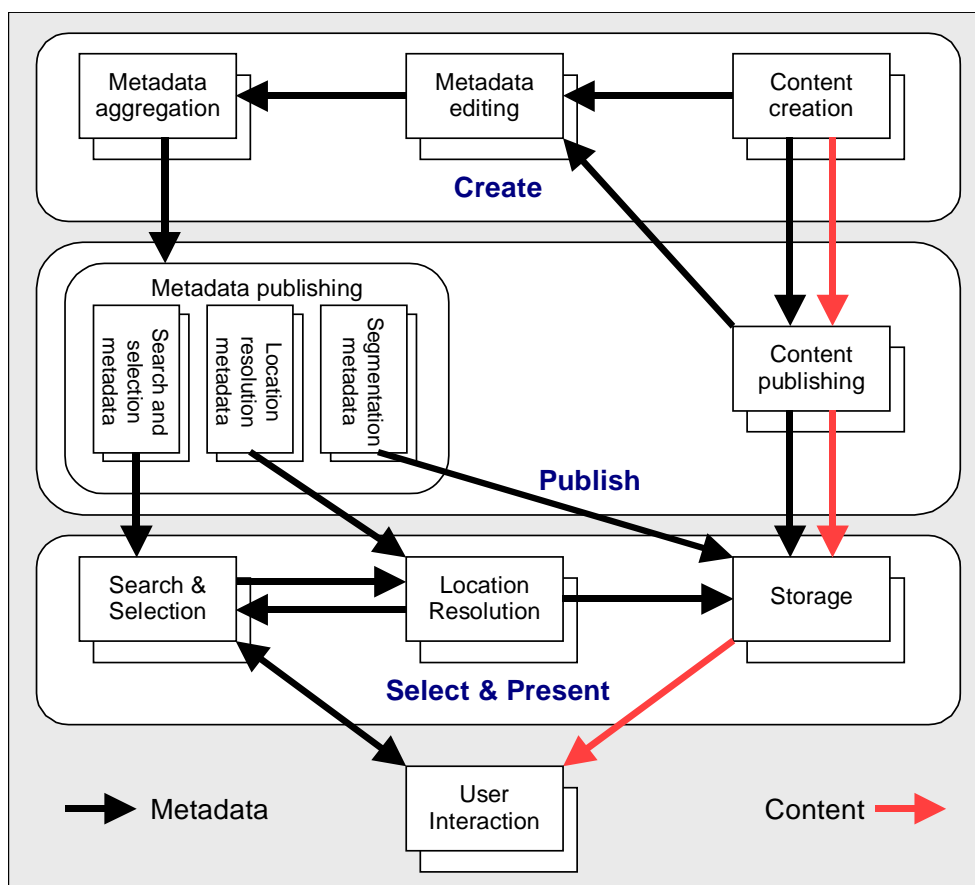 Metadata
aggregation
Metadata
editing
Content
creation
Create
Metadata publishing
Search and
selection
metadata
Location
resolution
metadata
Segmentation
metadata
Content
publishing
Publish
Search &
Selection
Location
Resolution
Storage
Select & Present
User
Interaction
Metadata
Content